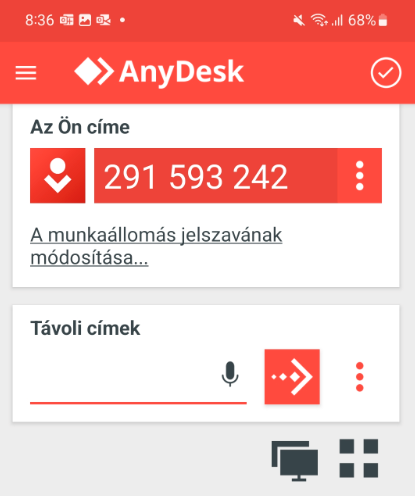 8:36 68%
AnyDesk
Az Ön címe
291 593 242
A munkaállomás jelszavának
módosítása...
Távoli címek